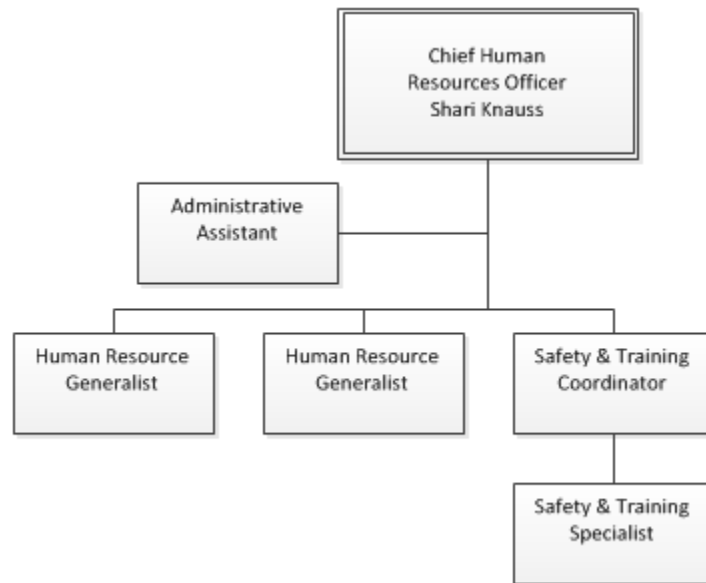 Chief Human
Resources Officer
Shari Knauss
Administrative
Assistant
Human Resource
Generalist
Human Resource
Generalist
Safety & Training
Coordinator
Safety & Training
Specialist